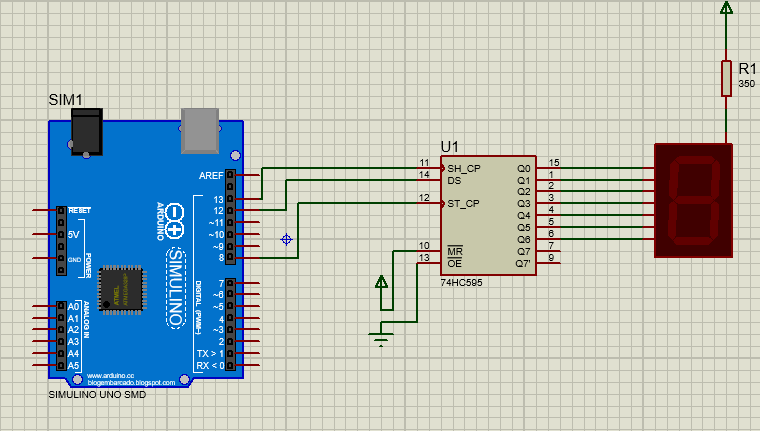 SIM1
R1
350
U1
AREF
13
12
~11
~10
~9
8
7
~6
~5
4
~3
2
TX > 1
RX < 0
RESET
5V
GND
POWER
A0
A1
A2
A3
A4
A5
ANALOG IN
ARDUINO
SIMULINO
DIGITAL (PWM~)
ATMEL
www.arduino.cc
blogembarcado.blogspot.com
SIMULINO UNO SMD
11 SH_CP Q0 15
14 DS Q1 1
Q2 2
12 ST_CP Q3 3
Q4 4
Q5 5
Q6 6
10 MR Q7 7
13 OE Q7' 9
74HC595